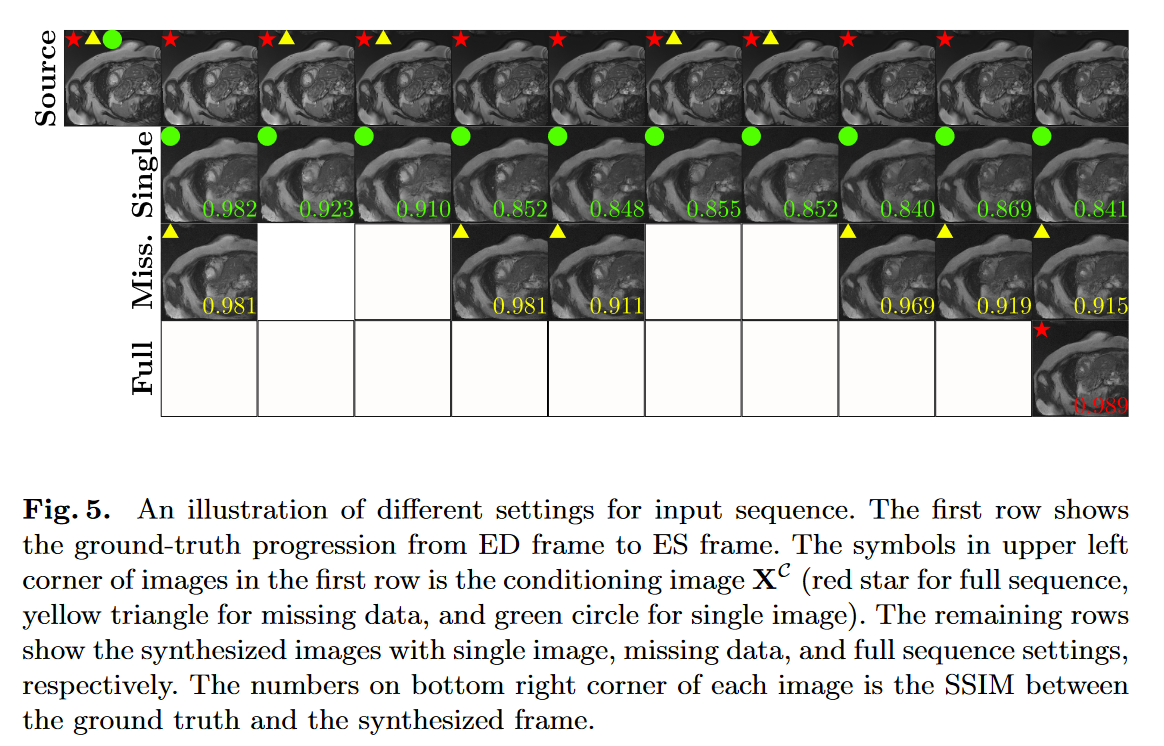 Source
Single
0.982 0.923 0.910 0.852 0.848 0.855 0.852 0.840 0.869 0.841
Miss.
0.981 0.981 0.911 0.969 0.919 0.915
Full
0.989
Fig. 5. An illustration of different settings for input sequence. The first row shows
the ground-truth progression from ED frame to ES frame. The symbols in upper left
corner of images in the first row is the conditioning image X^C (red star for full sequence,
yellow triangle for missing data, and green circle for single image). The remaining rows
show the synthesized images with single image, missing data, and full sequence settings,
respectively. The numbers on bottom right corner of each image is the SSIM between
the ground truth and the synthesized frame.